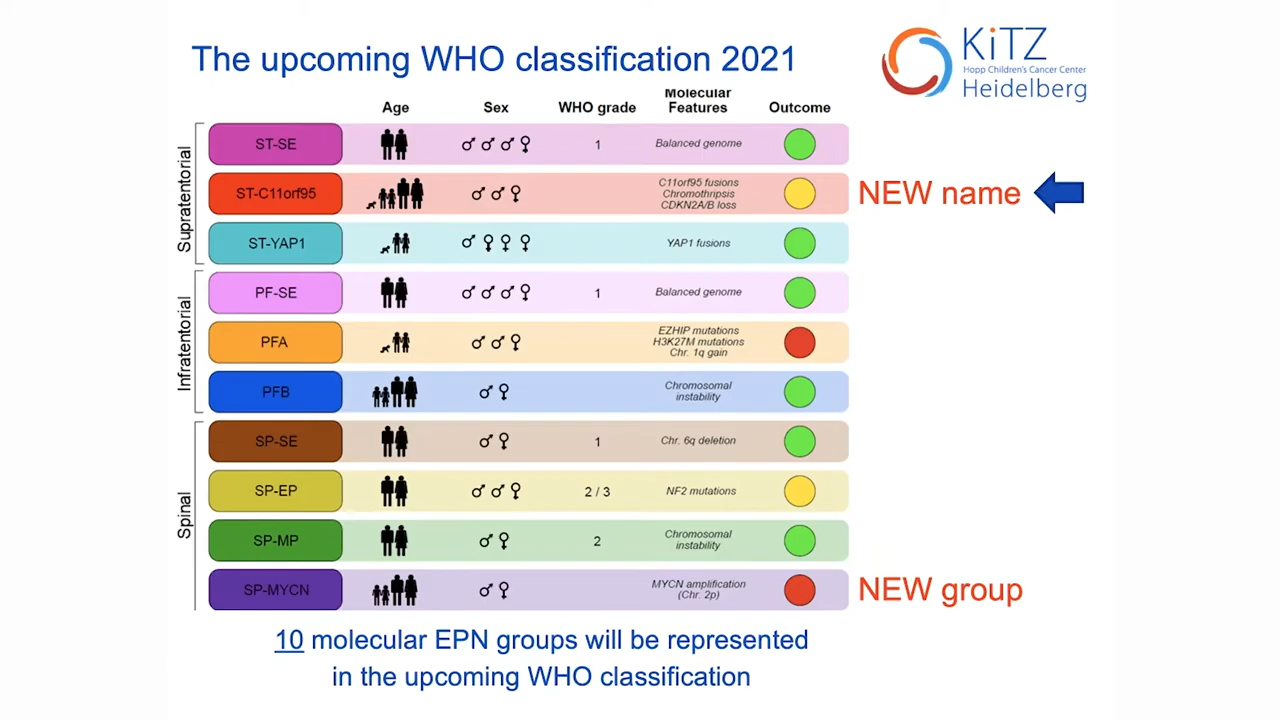 The upcoming WHO classification 2021
KiTZ
Hopp Children's Cancer Center
Heidelberg
Age
Sex
WHO grade
Molecular
Features
Outcome
Supratentorial
ST-SE
1
Balanced genome
ST-C11orf95
C11orf95 fusions
Chromothripsis
CDKN2A/B loss
NEW name
ST-YAP1
YAP1 fusions
Infratentorial
PF-SE
1
Balanced genome
PFA
EZHIP mutations
H3K27M mutations
Chr. 1q gain
PFB
Chromosomal
instability
Spinal
SP-SE
1
Chr. 6q deletion
SP-EP
2 / 3
NF2 mutations
SP-MP
2
Chromosomal
instability
SP-MYCN
MYCN amplification
(Chr. 2p)
NEW group
10 molecular EPN groups will be represented
in the upcoming WHO classification